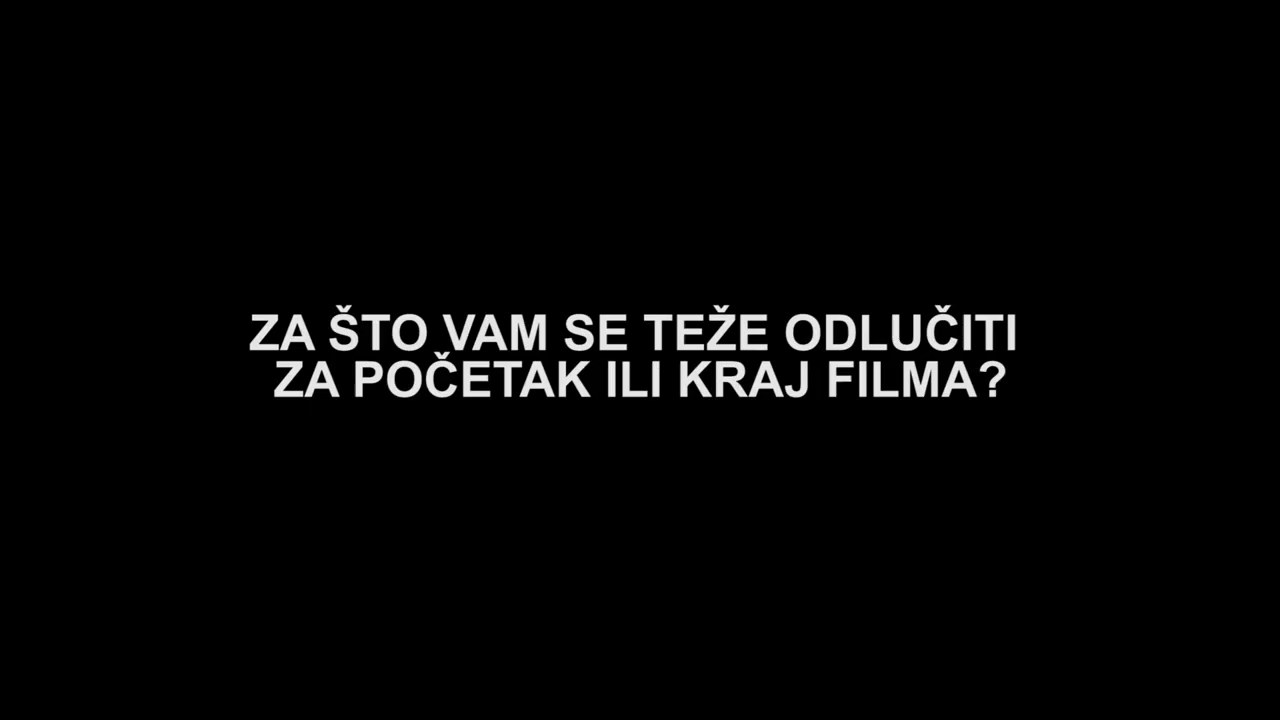 ZA ŠTO VAM SE TEŽE ODLUČITI
ZA POČETAK ILI KRAJ FILMA?